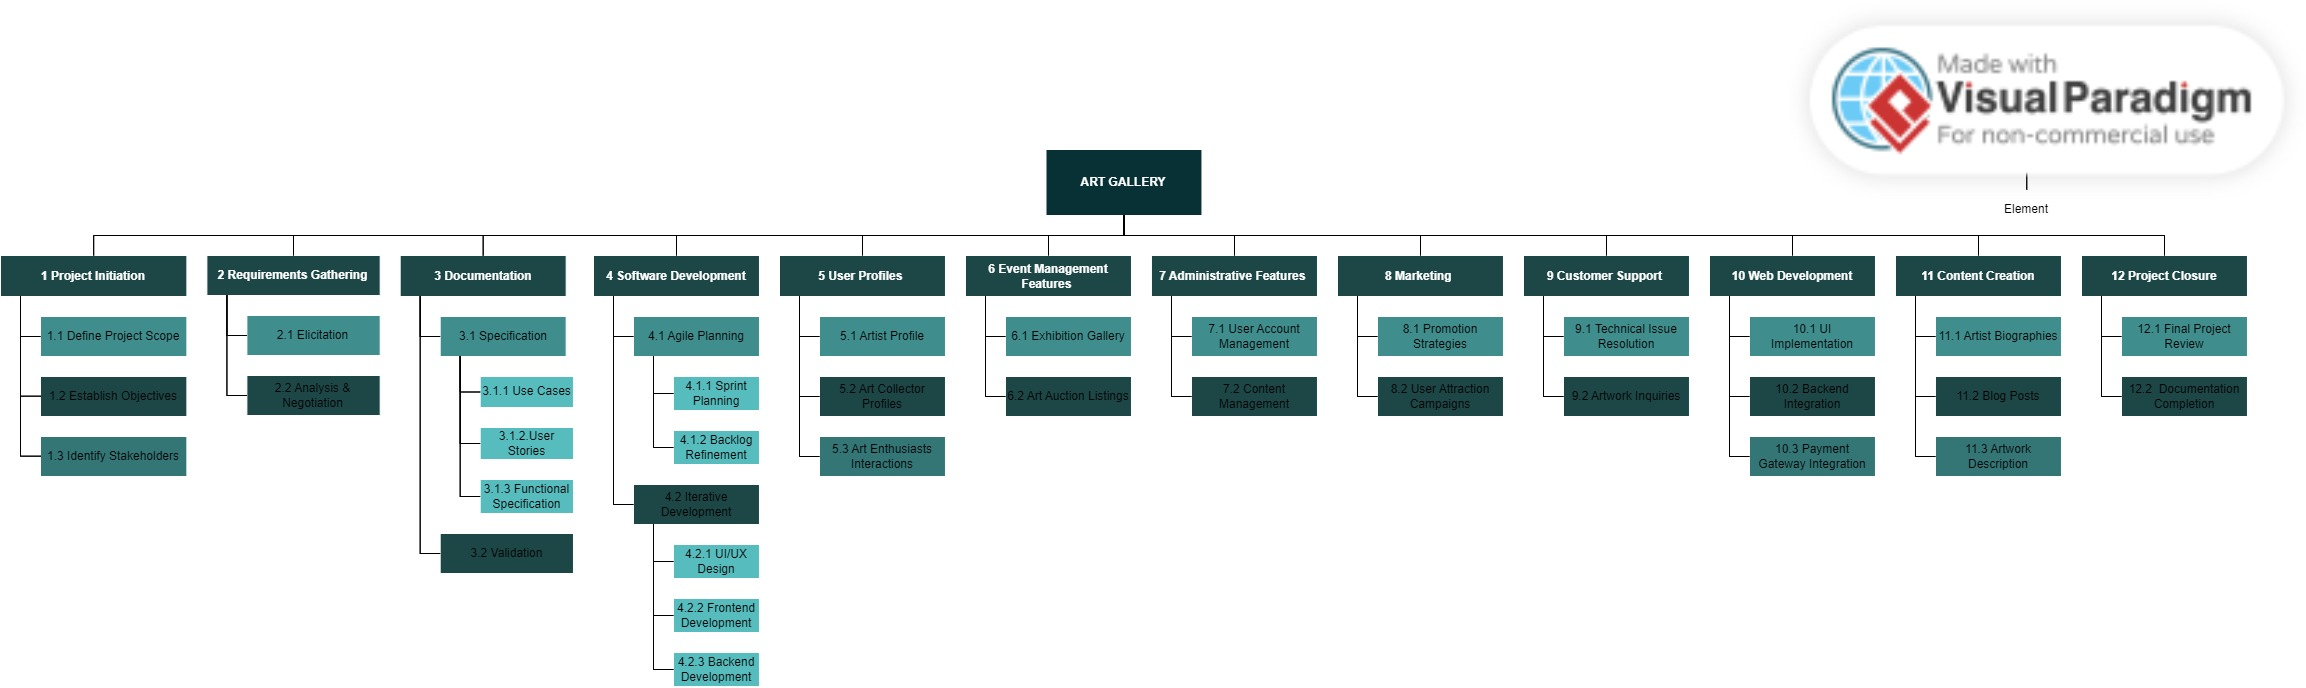 Made with
Visual Paradigm
For non-commercial use
Element
ART GALLERY
1 Project Initiation
1.1 Define Project Scope
1.2 Establish Objectives
1.3 Identify Stakeholders
2 Requirements Gathering
2.1 Elicitation
2.2 Analysis &
Negotiation
3 Documentation
3.1 Specification
3.1.1 Use Cases
3.1.2.User
Stories
3.1.3 Functional
Specification
3.2 Validation
4 Software Development
4.1 Agile Planning
4.1.1 Sprint
Planning
4.1.2 Backlog
Refinement
4.2 Iterative
Development
4.2.1 UI/UX
Design
4.2.2 Frontend
Development
4.2.3 Backend
Development
5 User Profiles
5.1 Artist Profile
5.2 Art Collector
Profiles
5.3 Art Enthusiasts
Interactions
6 Event Management
Features
6.1 Exhibition Gallery
6.2 Art Auction Listings
7 Administrative Features
7.1 User Account
Management
7.2 Content
Management
8 Marketing
8.1 Promotion
Strategies
8.2 User Attraction
Campaigns
9 Customer Support
9.1 Technical Issue
Resolution
9.2 Artwork Inquiries
10 Web Development
10.1 UI
Implementation
10.2 Backend
Integration
10.3 Payment
Gateway Integration
11 Content Creation
11.1 Artist Biographies
11.2 Blog Posts
11.3 Artwork
Description
12 Project Closure
12.1 Final Project
Review
12.2 Documentation
Completion